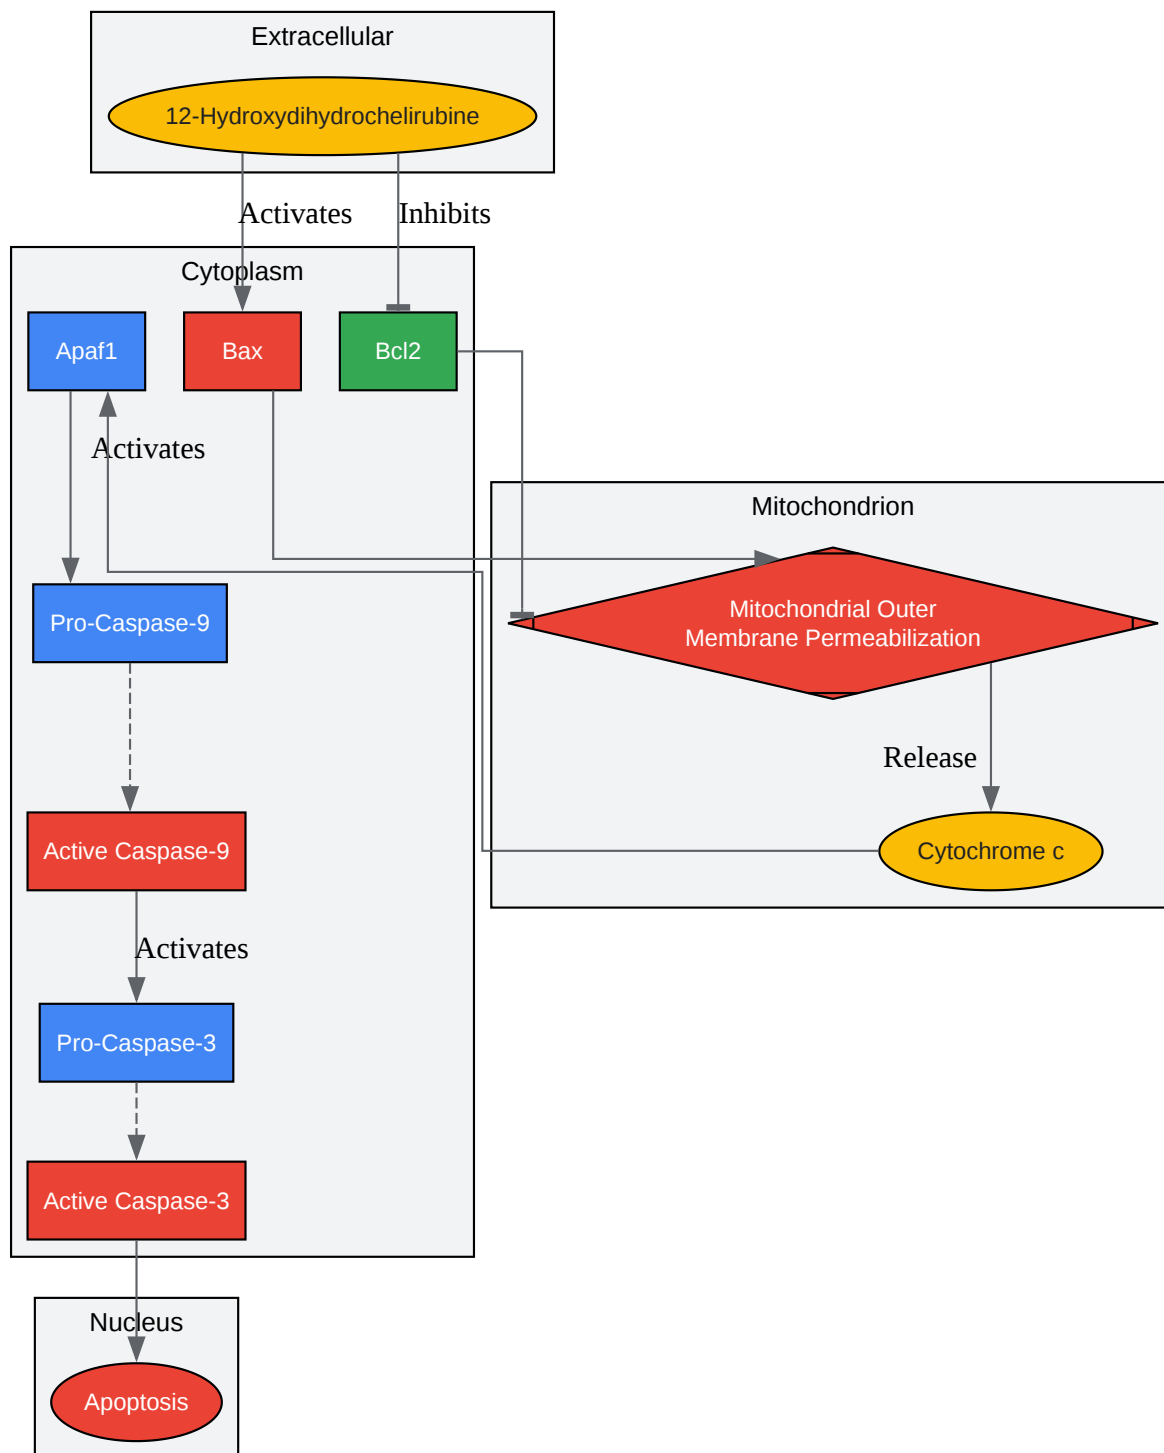 Extracellular
12-Hydroxydihydrochelirubine
Activates
Inhibits
Cytoplasm
Apaf1
Bax
Bcl2
Activates
Mitochondrion
Mitochondrial Outer
Membrane Permeabilization
Pro-Caspase-9
Release
Active Caspase-9
Cytochrome c
Activates
Pro-Caspase-3
Active Caspase-3
Nucleus
Apoptosis